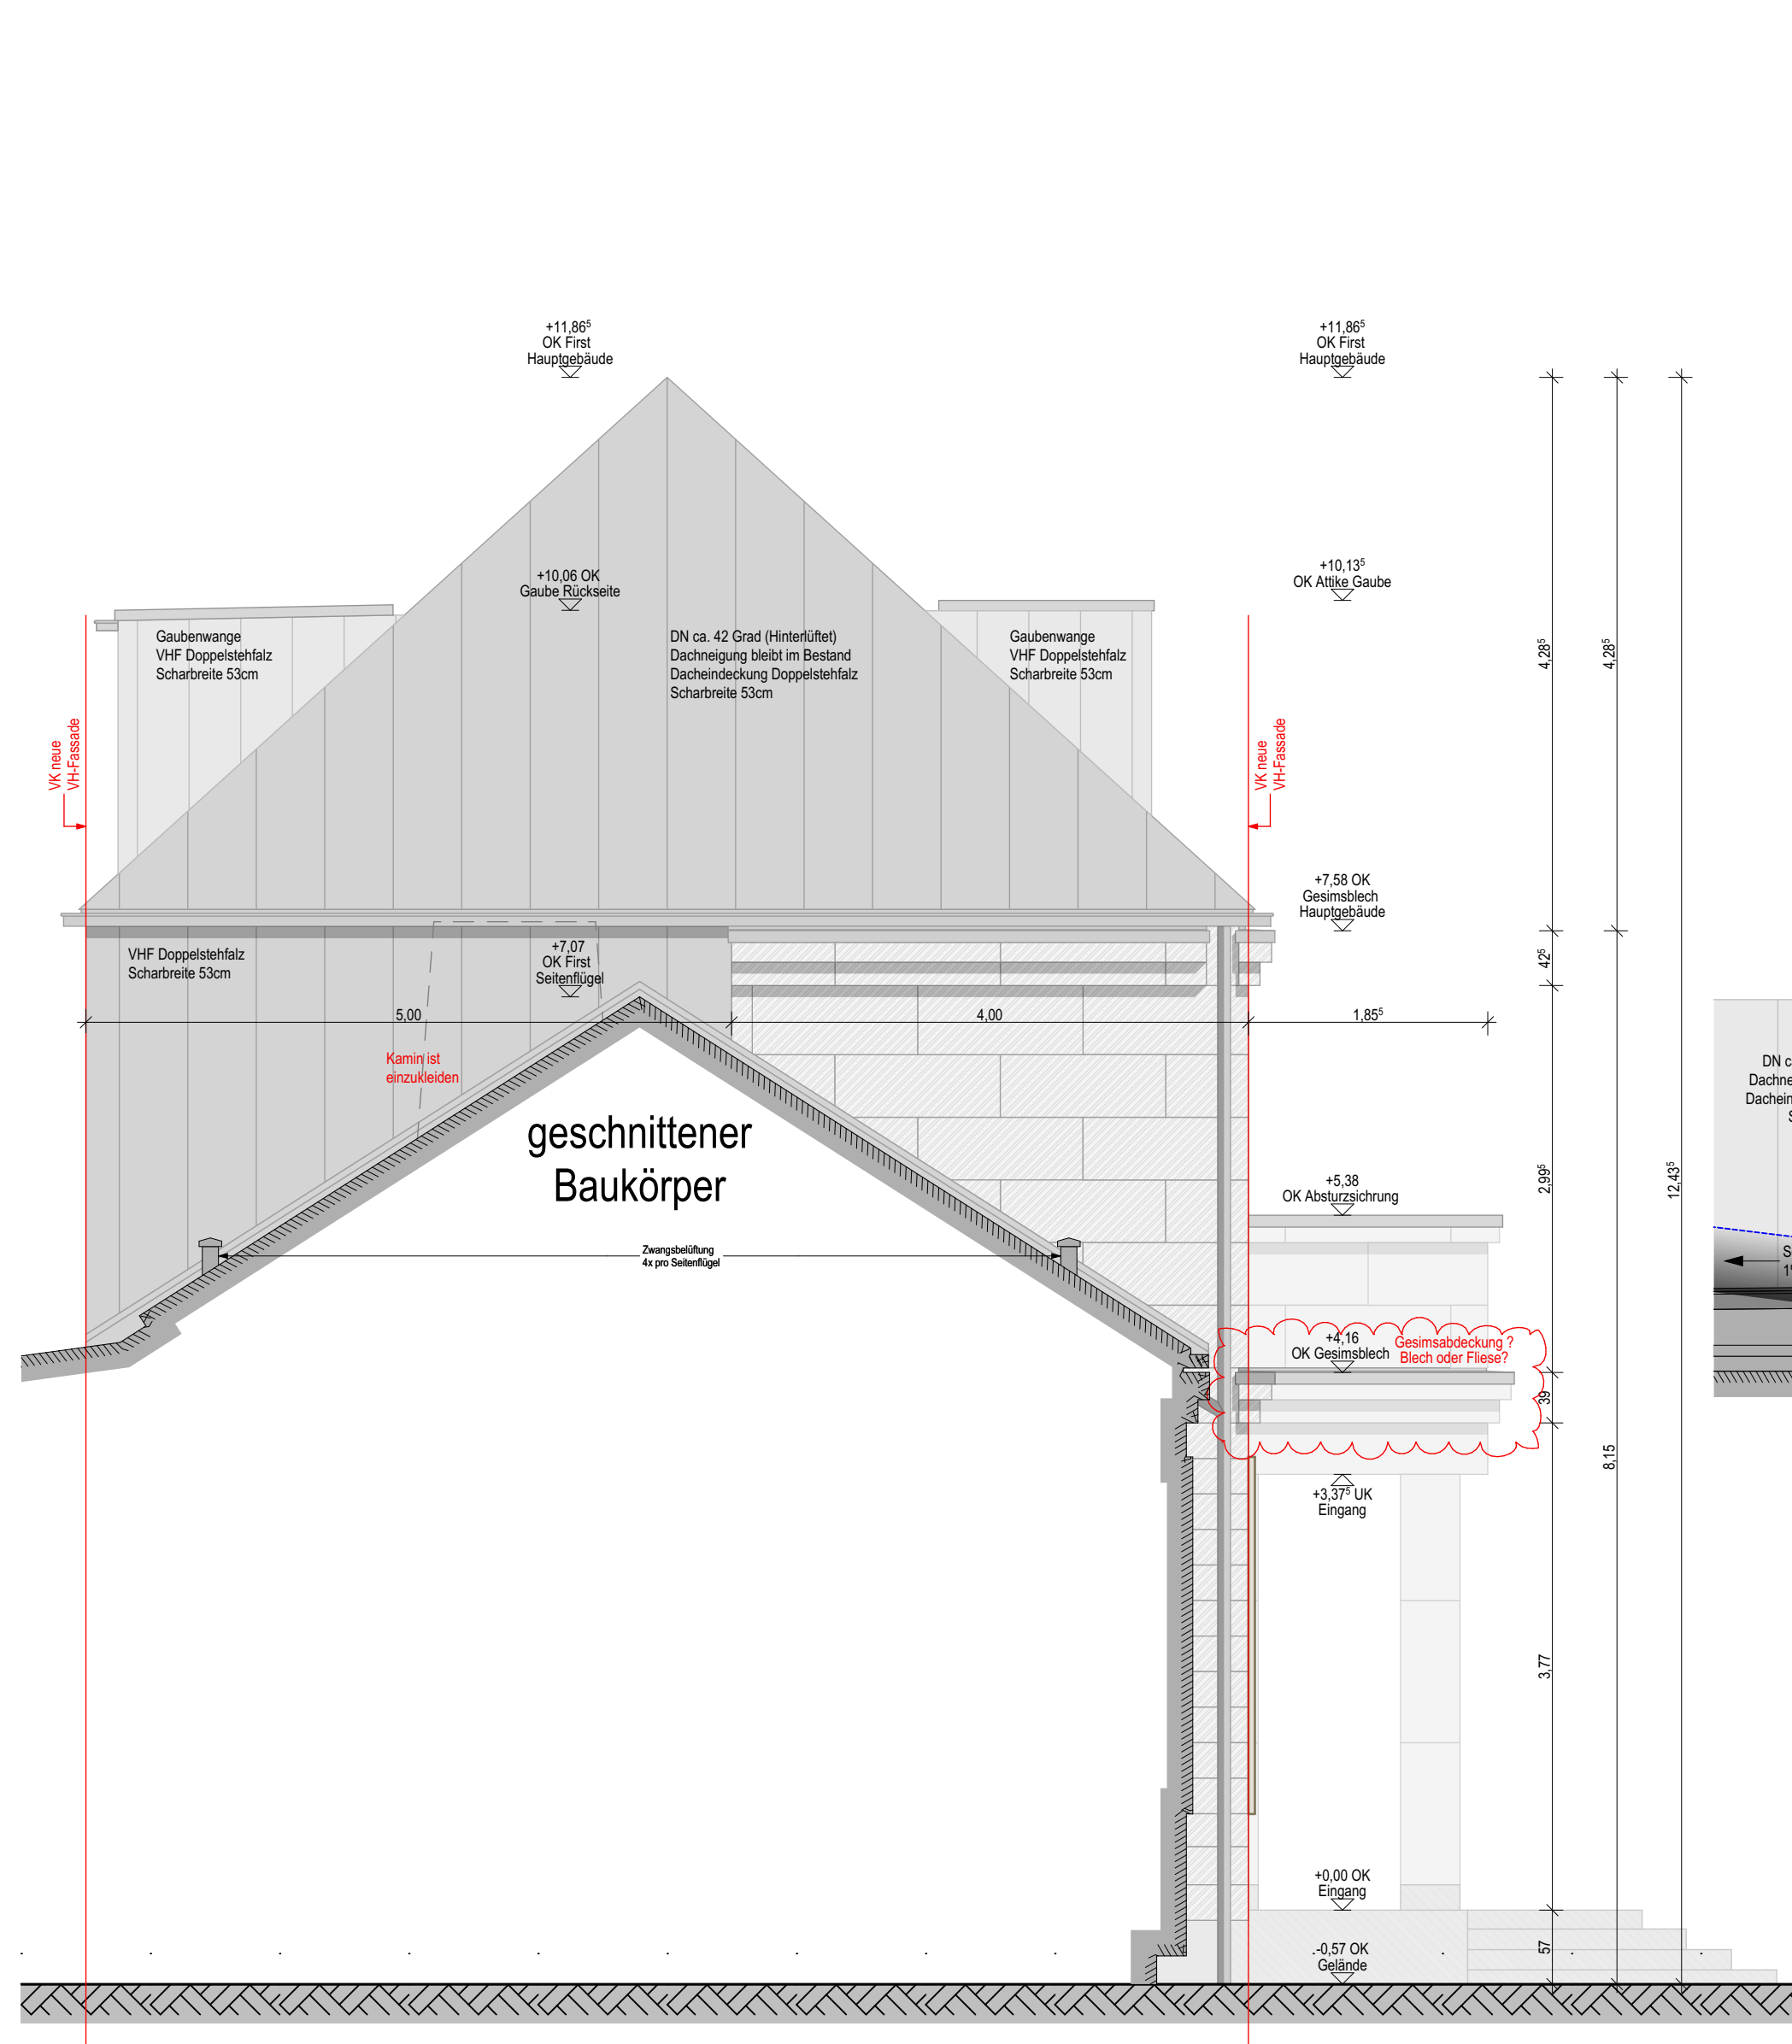 +11,86⁵
OK First
Hauptgebäude
+11,86⁵
OK First
Hauptgebäude
+10,06 OK
Gaube Rückseite
+10,13⁵
OK Attike Gaube
Gaubenwange
VHF Doppelstehfalz
Scharbreite 53cm
DN ca. 42 Grad (Hinterlüftet)
Dachneigung bleibt im Bestand
Dacheindeckung Doppelstehfalz
Scharbreite 53cm
Gaubenwange
VHF Doppelstehfalz
Scharbreite 53cm
4,28⁵
4,28⁵
VK neue
VH-Fassade
VK neue
VH-Fassade
+7,58 OK
Gesimsblech
Hauptgebäude
VHF Doppelstehfalz
Scharbreite 53cm
+7,07
OK First
Seitenflügel
42⁵
5,00
4,00
1,85⁵
Kamin ist
einzukleiden
DN c
Dachne
Dachein
S
geschnittener
Baukörper
+5,38
OK Absturzsichrung
2,99⁵
12,43⁵
Zwangsbelüftung
4x pro Seitenflügel
S
1
+4,16
OK Gesimsblech
Gesimsabdeckung ?
Blech oder Fliese?
39
8,15
+3,37⁵ UK
Eingang
3,77
+0,00 OK
Eingang
-0,57 OK
Gelände
57